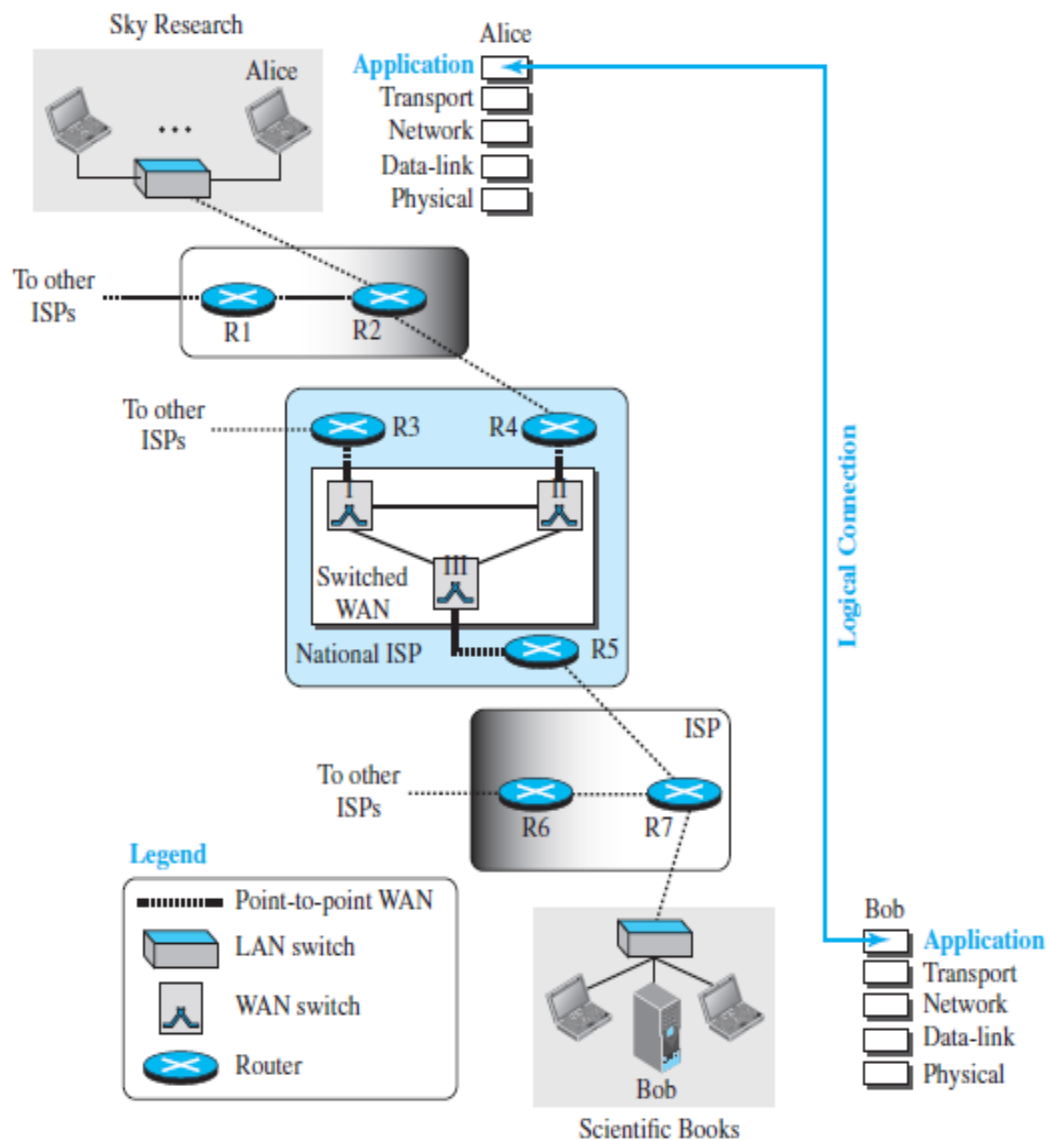 Sky Research
Alice
Alice
Application
Transport
Network
Data-link
Physical
To other
ISPs
R1
R2
To other
ISPs
R3
R4
I
II
III
Switched
WAN
National ISP
R5
Logical Connection
ISP
To other
ISPs
R6
R7
Legend
Point-to-point WAN
LAN switch
WAN switch
Router
Bob
Scientific Books
Bob
Application
Transport
Network
Data-link
Physical